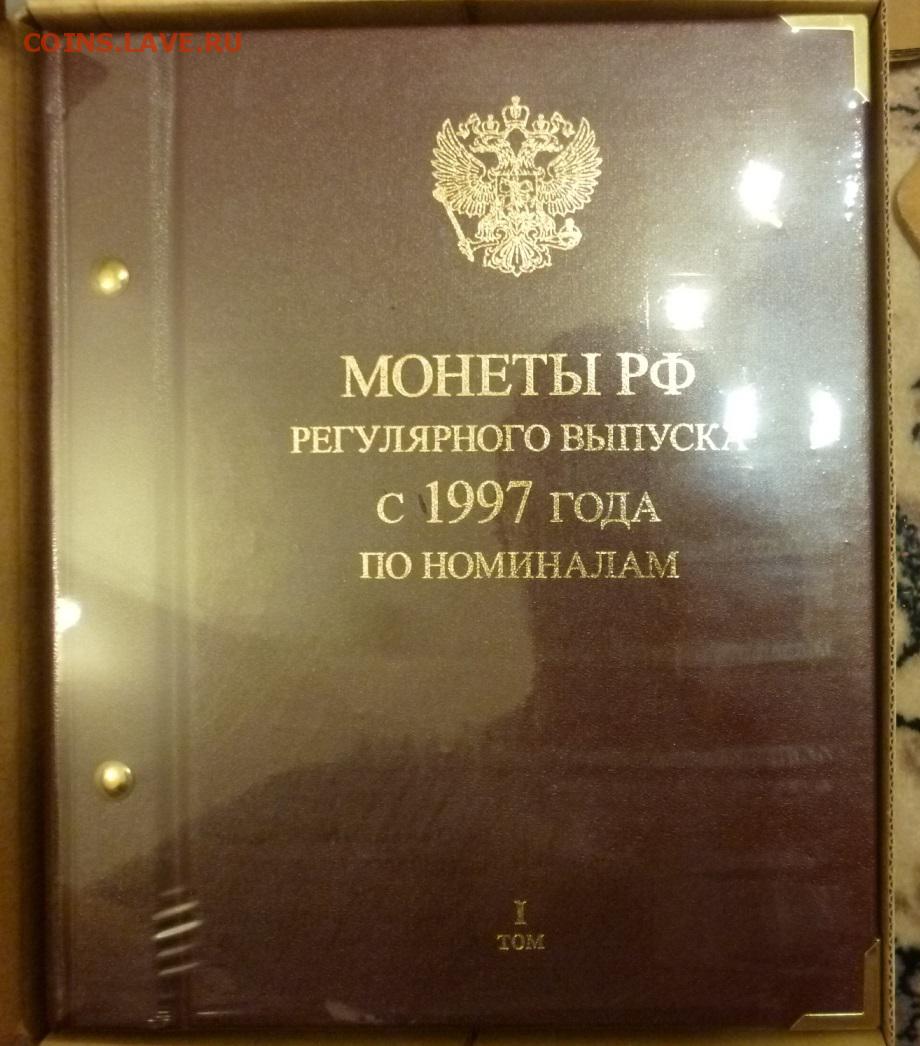 COINS.LAVE.RU
МОНЕТЫ РФ
РЕГУЛЯРНОГО ВЫПУСКА
С 1997 ГОДА
ПО НОМИНАЛАМ
I
ТОМ